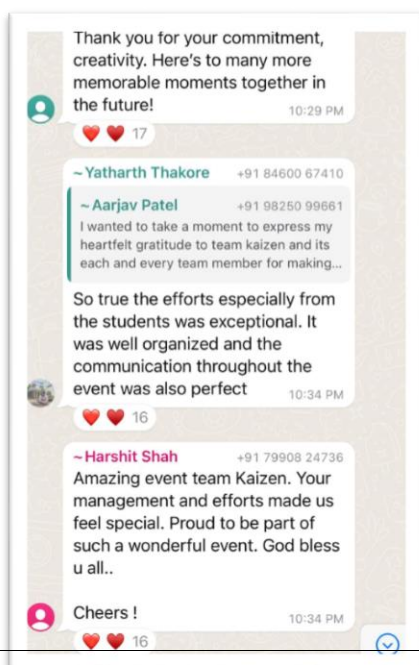 Thank you for your commitment,
creativity. Here's to many more
memorable moments together in
the future!
10:29 PM
17
~Yatharth Thakore +91 84600 67410
~Aarjav Patel +91 98250 99661
I wanted to take a moment to express my
heartfelt gratitude to team kaizen and its
each and every team member for making...
So true the efforts especially from
the students was exceptional. It
was well organized and the
communication throughout the
event was also perfect
10:34 PM
16
~Harshit Shah +91 79908 24736
Amazing event team Kaizen. Your
management and efforts made us
feel special. Proud to be part of
such a wonderful event. God bless
u all..
Cheers !
10:34 PM
16